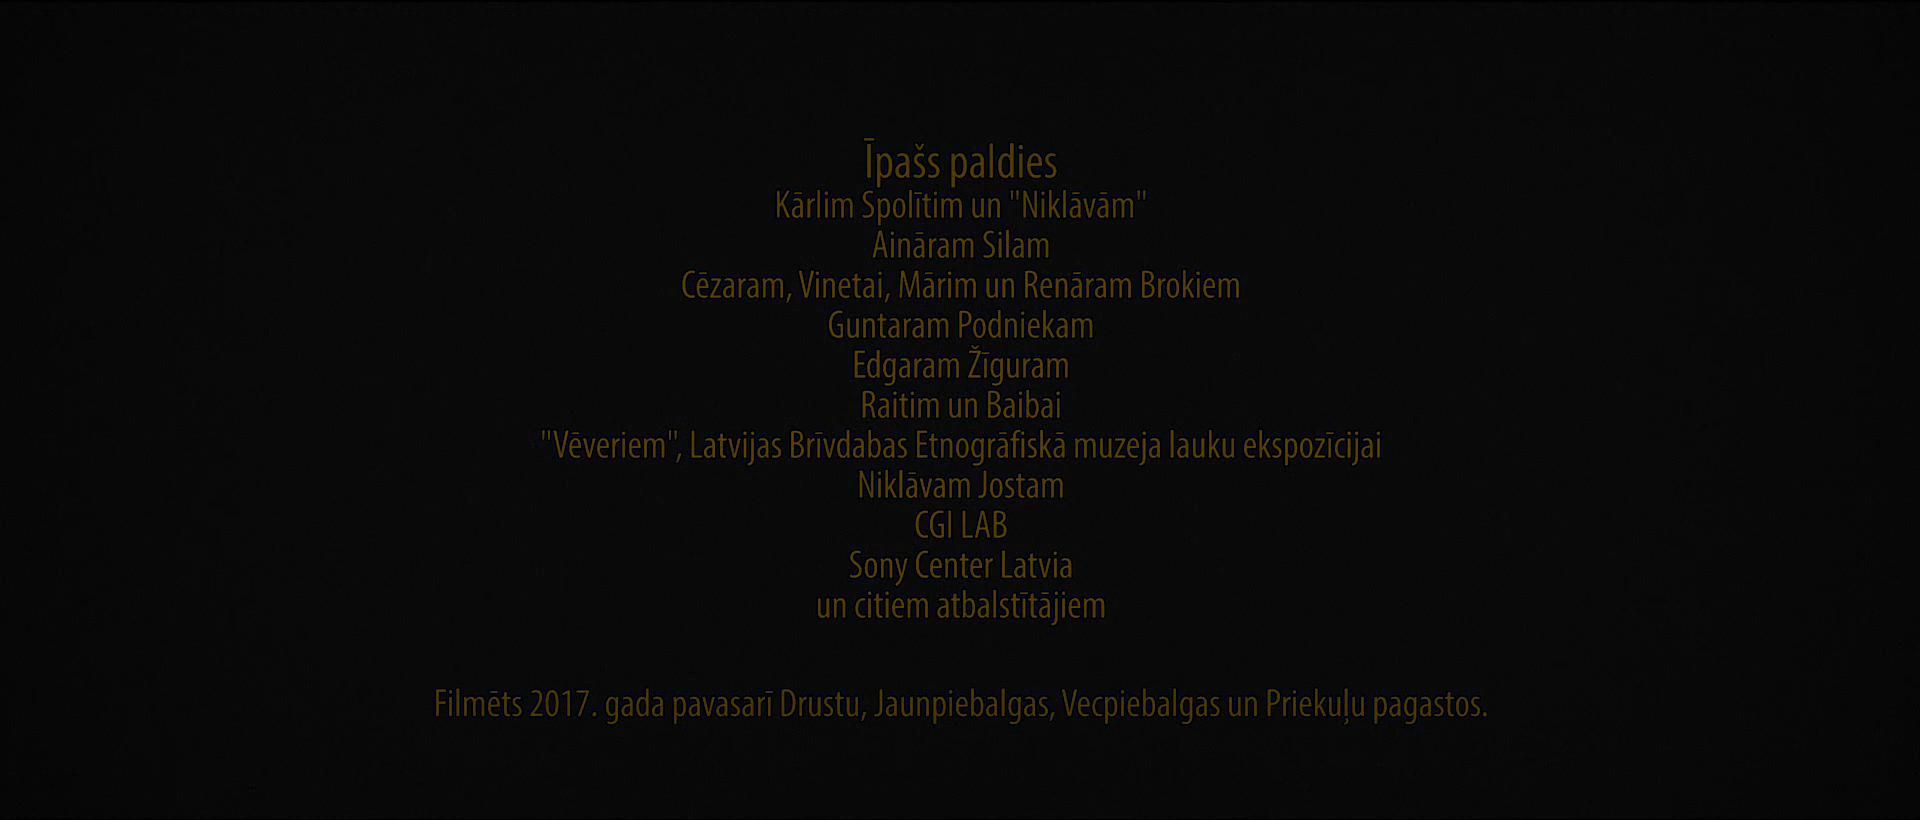 Īpašs paldies
Kārlim Spolītim un "Niklāvām"
Aināram Silam
Cēzaram, Vinetai, Mārim un Renāram Brokiem
Guntaram Podniekam
Edgaram Žīguram
Raitim un Baibai
"Vēveriem", Latvijas Brīvdabas Etnogrāfiskā muzeja lauku ekspozīcijai
Niklāvam Jostam
CGI LAB
Sony Center Latvia
un citiem atbalstītājiem
Filmēts 2017. gada pavasarī Drustu, Jaunpiebalgas, Vecpiebalgas un Priekuļu pagastos.